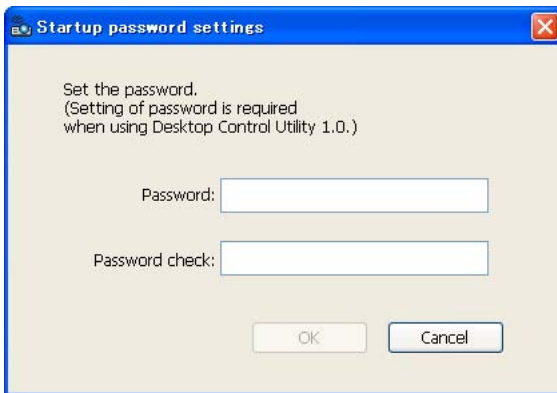 Startup password settings
Set the password.
(Setting of password is required
when using Desktop Control Utility 1.0.)
Password:
Password check:
OK Cancel